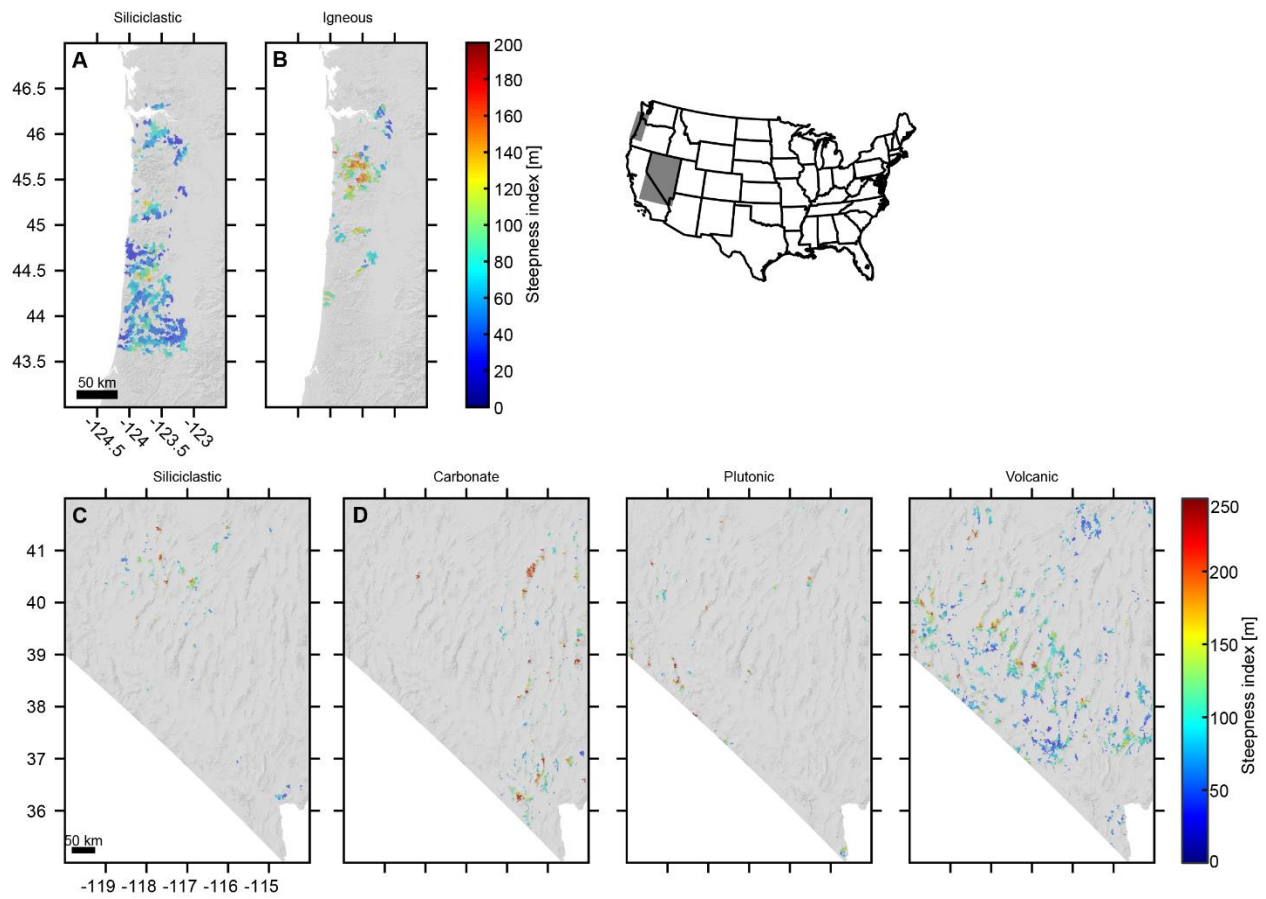 Siliciclastic
Igneous
A
B
46.5
46
45.5
45
44.5
44
43.5
50 km
-124.5
-124
-123.5
-123
200
180
160
140
120
100
80
60
40
20
0
Steepness index [m]
Siliciclastic
Carbonate
Plutonic
Volcanic
C
D
41
40
39
38
37
36
50 km
-119 -118 -117 -116 -115
250
200
150
100
50
0
Steepness index [m]